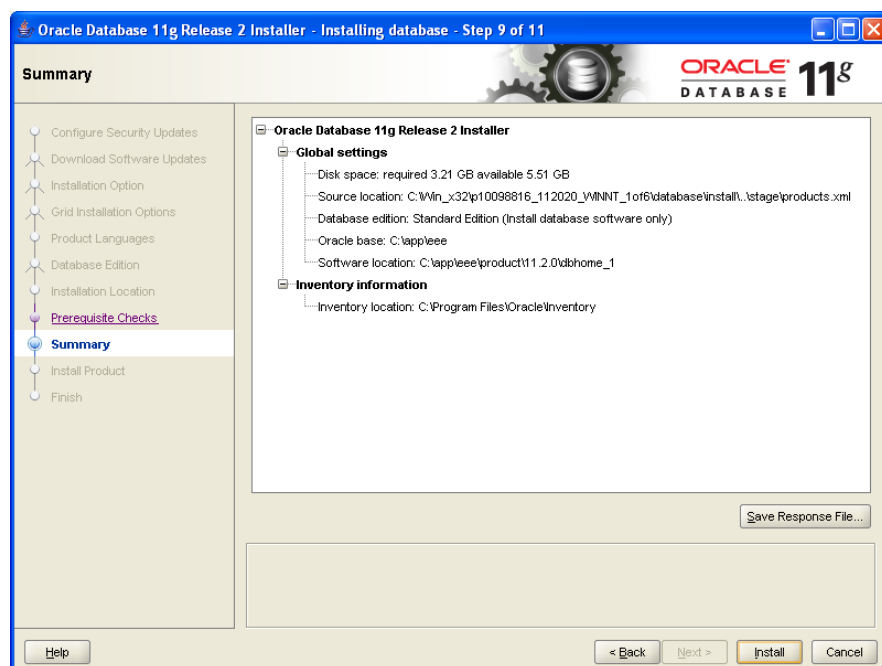 Oracle Database 11g Release 2 Installer - Installing database - Step 9 of 11
Summary
ORACLE
DATABASE
11g
Configure Security Updates
Download Software Updates
Installation Option
Grid Installation Options
Product Languages
Database Edition
Installation Location
Prerequisite Checks
Summary
Install Product
Finish
Oracle Database 11g Release 2 Installer
Global settings
Disk space: required 3.21 GB available 5.51 GB
Source location: C:\Win_x32\p10098816_112020_WINNT_1of6\database\install\..\stage\products.xml
Database edition: Standard Edition (Install database software only)
Oracle base: C:\app\eee
Software location: C:\app\eee\product\11.2.0\dbhome_1
Inventory information
Inventory location: C:\Program Files\Oracle\Inventory
Save Response File...
Help
< Back
Next >
Install
Cancel